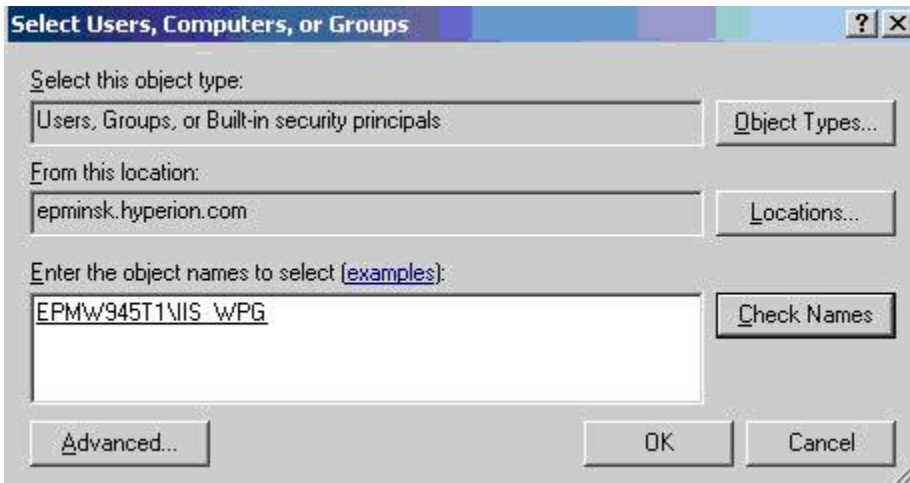 Select Users, Computers, or Groups
Select this object type:
Users, Groups, or Built-in security principals
Object Types...
From this location:
epminsk.hyperion.com
Locations...
Enter the object names to select (examples):
EPMW945T1\IIS_WPG
Check Names
Advanced...
OK
Cancel